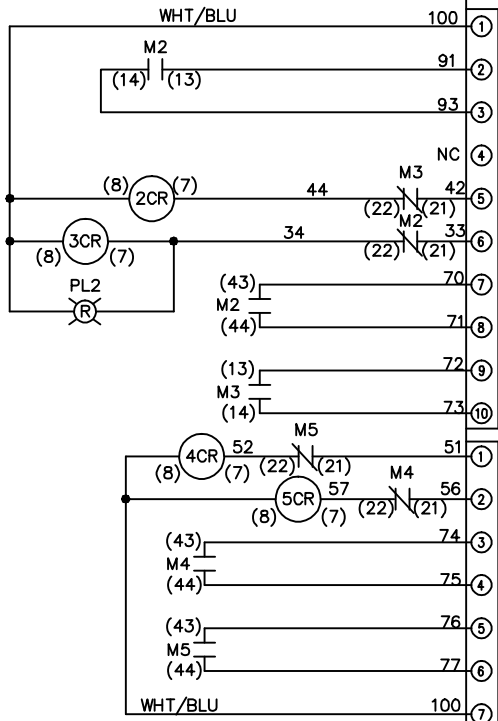 WHT/BLU 100 1
M2
(14) (13) 91 2
93 3
NC 4
M3
(8) 2CR (7) 44 (22) (21) 42 5
M2
(8) 3CR (7) 34 (22) (21) 33 6
PL2
R
(43) 70 7
M2
(44) 71 8
(13) 72 9
M3
(14) 73 10
M5
(8) 4CR (7) 52 (22) (21) 51 1
M4
(8) 5CR (7) 57 (22) (21) 56 2
(43) 74 3
M4
(44) 75 4
(43) 76 5
M5
(44) 77 6
WHT/BLU 100 7